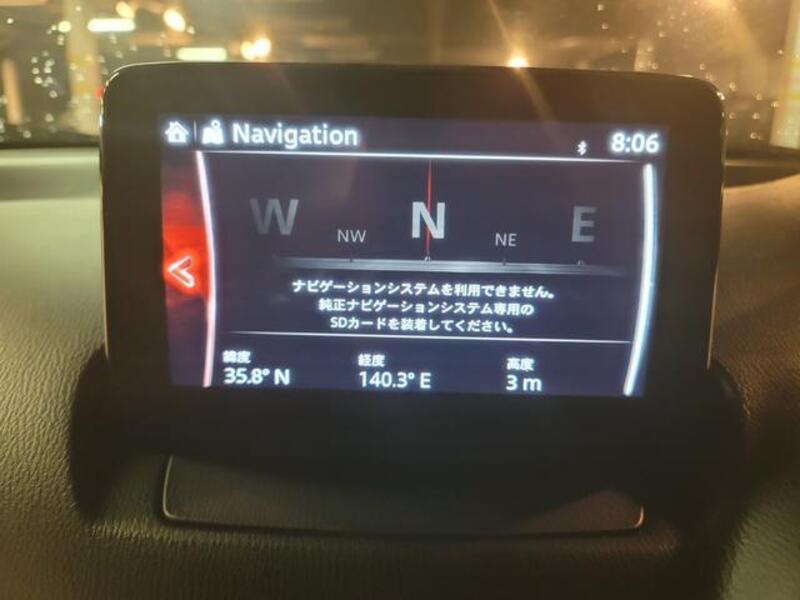 Navigation
8:06
W NW N NE E
ナビゲーションシステムを利用できません。
純正ナビゲーションシステム専用の
SDカードを装着してください。
緯度 経度 高度
35.8° N 140.3° E 3 m